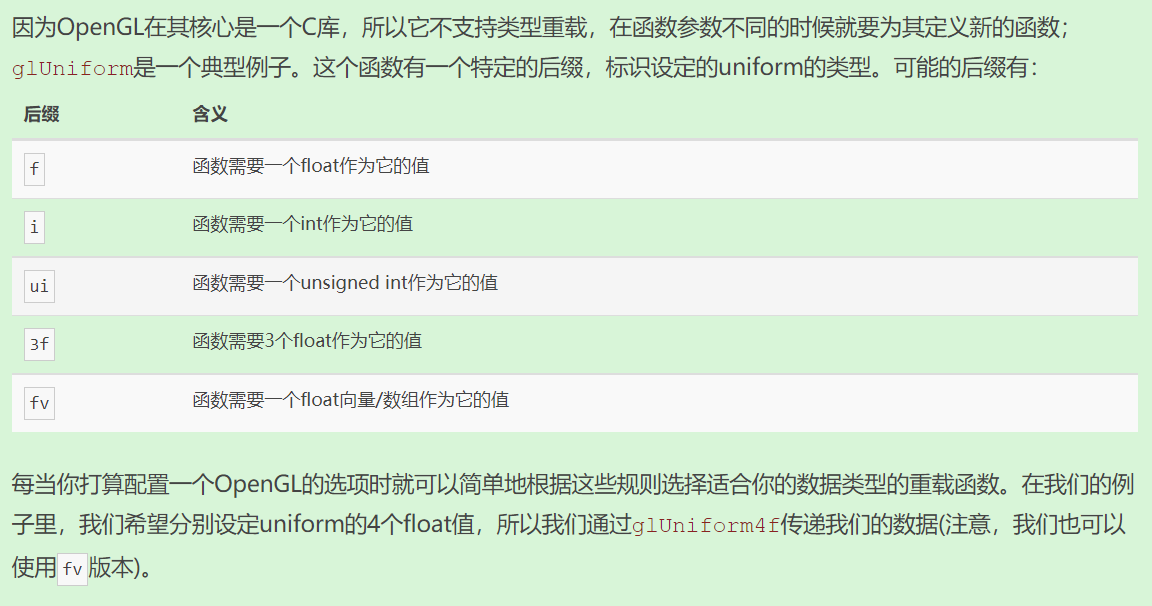 因为OpenGL在其核心是一个C库，所以它不支持类型重载，在函数参数不同的时候就要为其定义新的函数；
glUniform是一个典型例子。这个函数有一个特定的后缀，标识设定的uniform的类型。可能的后缀有：
后缀 含义
f 函数需要一个float作为它的值
i 函数需要一个int作为它的值
ui 函数需要一个unsigned int作为它的值
3f 函数需要3个float作为它的值
fv 函数需要一个float向量/数组作为它的值
每当你打算配置一个OpenGL的选项时就可以简单地根据这些规则选择适合你的数据类型的重载函数。在我们的例
子里，我们希望分别设定uniform的4个float值，所以我们通过glUniform4f传递我们的数据(注意，我们也可以
使用fv版本)。